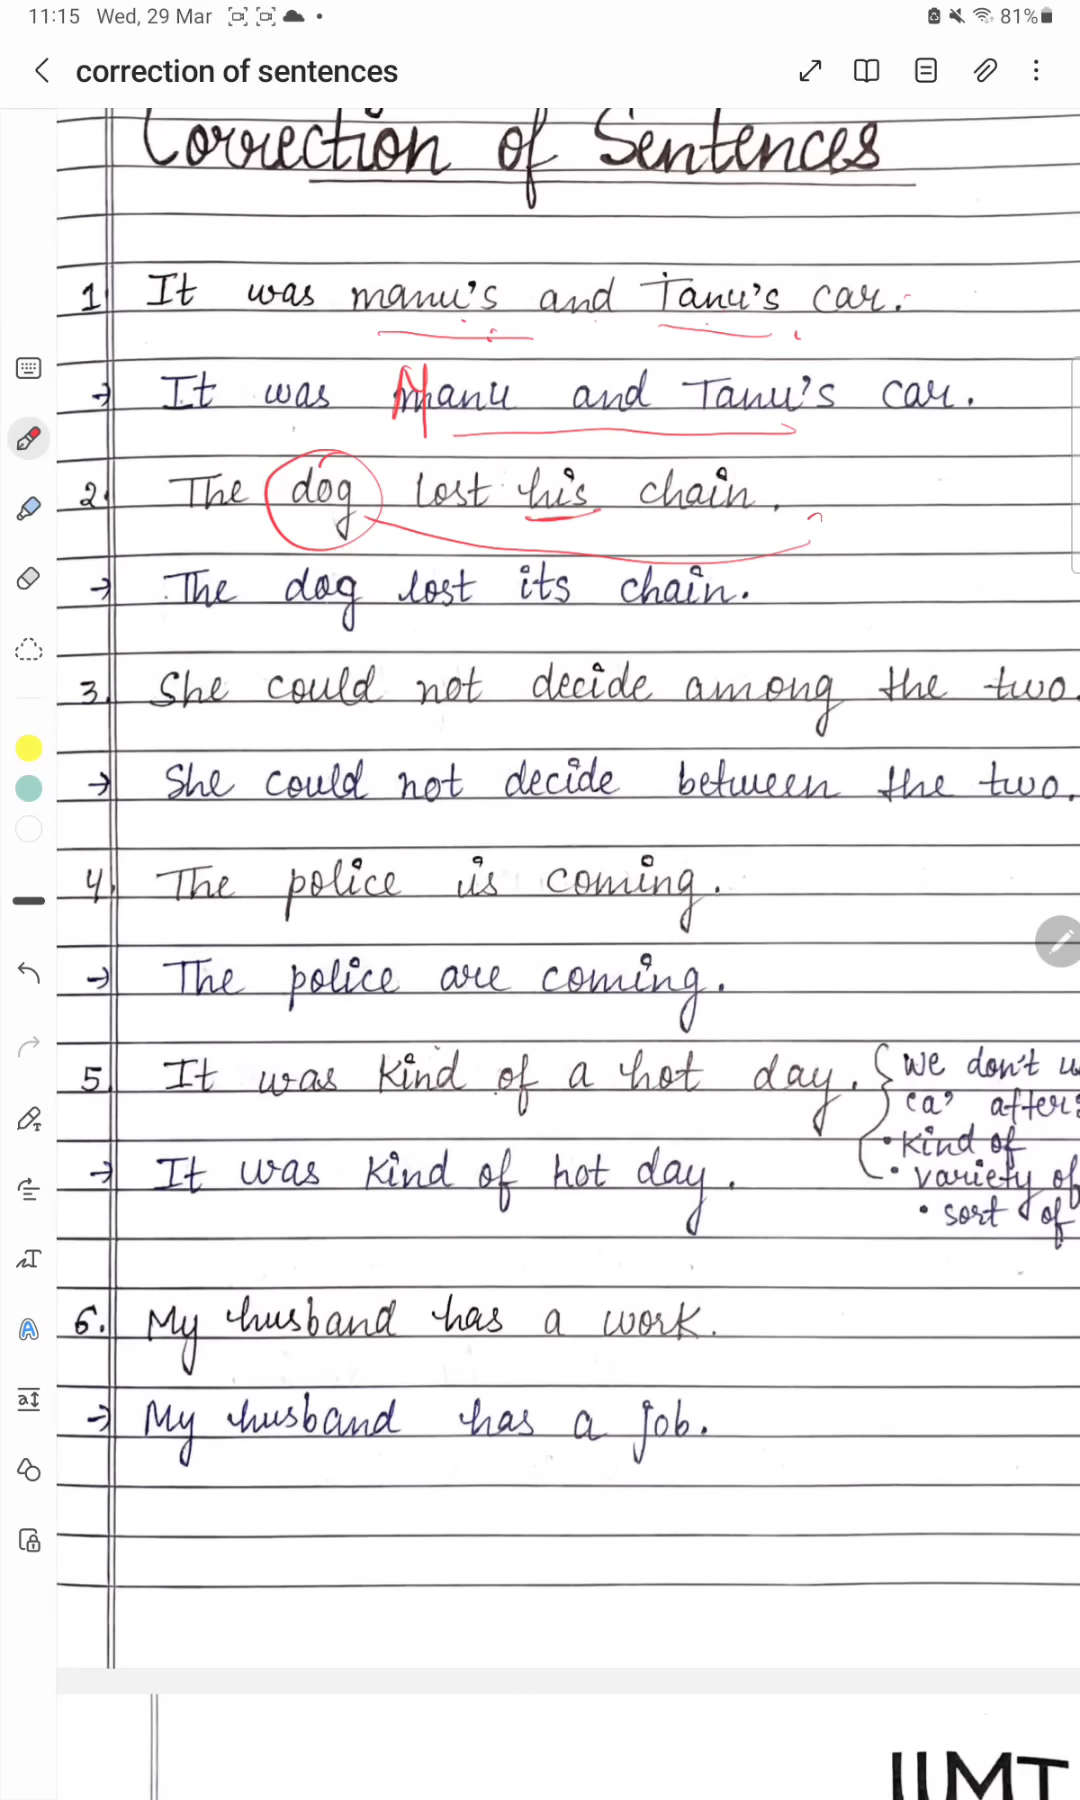 11:15 Wed, 29 Mar
81%
correction of sentences
Correction of Sentences
1. It was manu's and Tanu's car.
→ It was Manu and Tanu's car.
2. The dog lost his chain.
→ The dog lost its chain.
3. She could not decide among the two.
→ She could not decide between the two.
4. The police is coming.
→ The police are coming.
5. It was kind of a hot day. { we don't
'a' after:
• kind of
→ It was kind of hot day.
• variety of
• sort of
6. My husband has a work.
→ My husband has a job.
IIMT